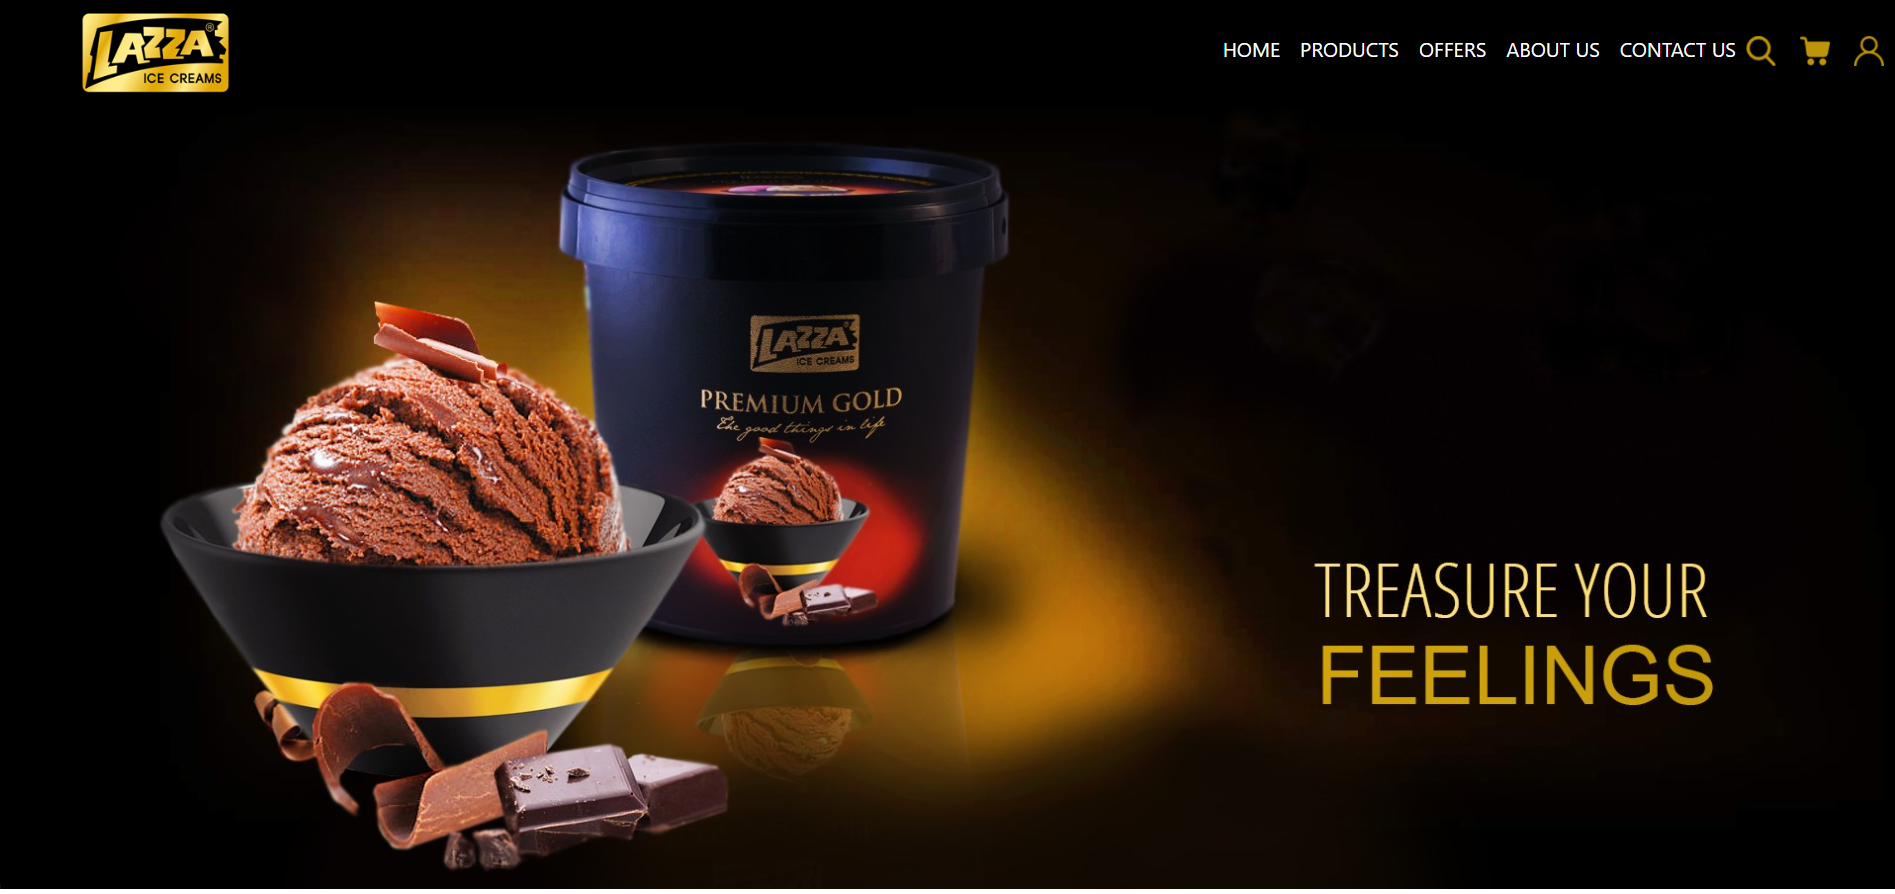 LAZZA®
ICE CREAMS
HOME PRODUCTS OFFERS ABOUT US CONTACT US
LAZZA®
ICE CREAMS
PREMIUM GOLD
The good things in life
TREASURE YOUR
FEELINGS